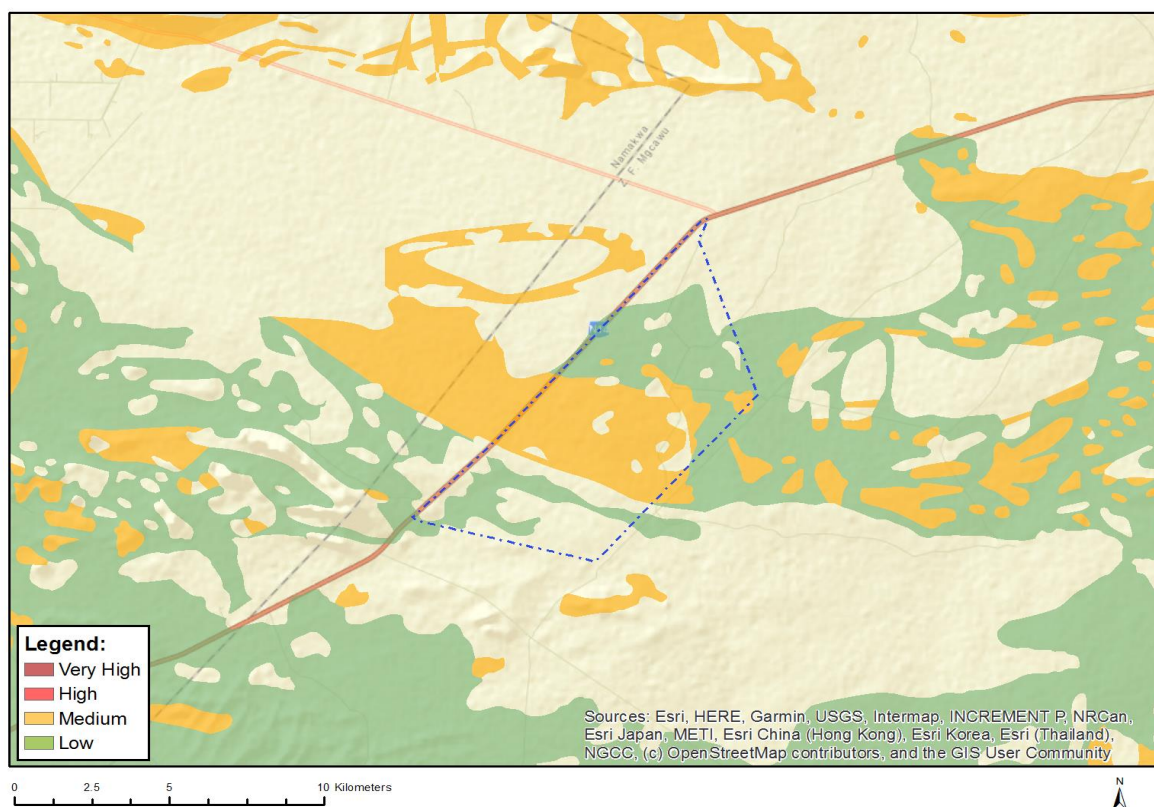 Namakwa
Z. F. Mgcawu
Legend:
Very High
High
Medium
Low
Sources: Esri, HERE, Garmin, USGS, Intermap, INCREMENT P, NRCan,
Esri Japan, METI, Esri China (Hong Kong), Esri Korea, Esri (Thailand),
NGCC, (c) OpenStreetMap contributors, and the GIS User Community
0 2.5 5 10 Kilometers
N